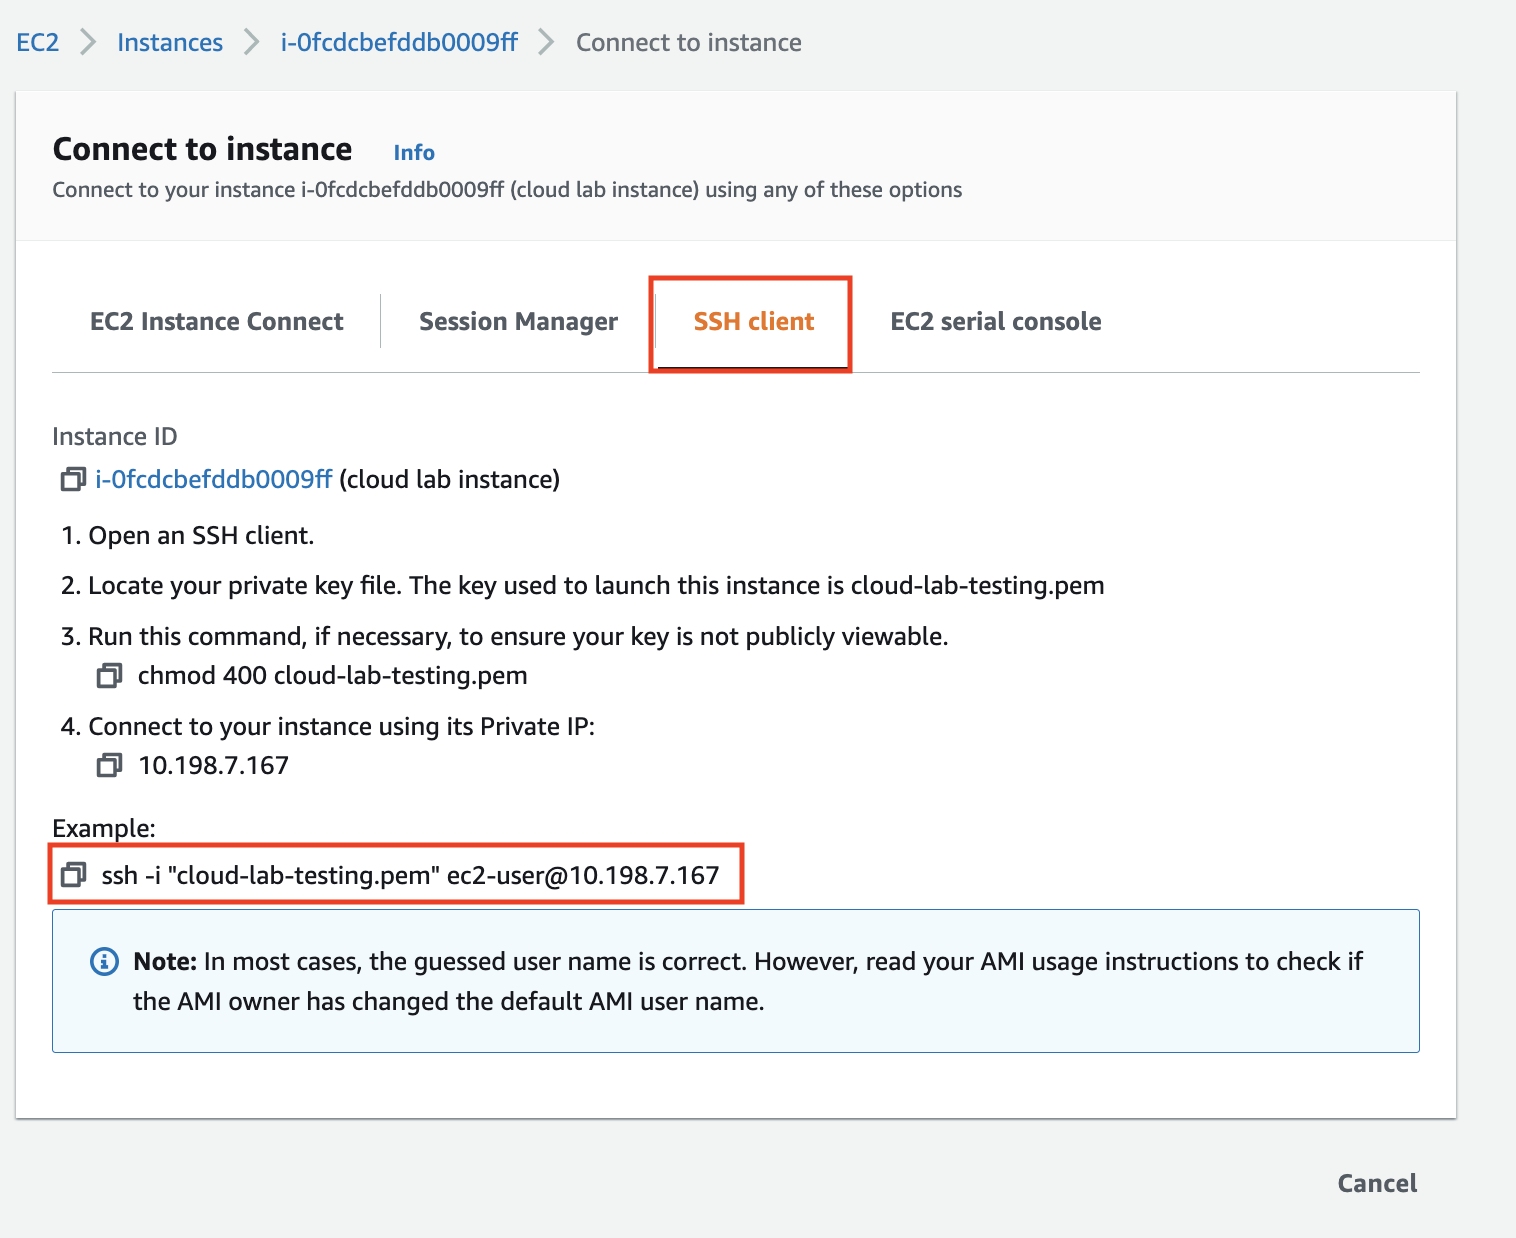 EC2 Instances i-0fcdcbefddb0009ff Connect to instance
Connect to instance Info
Connect to your instance i-0fcdcbefddb0009ff (cloud lab instance) using any of these options
EC2 Instance Connect Session Manager SSH client EC2 serial console
Instance ID
i-0fcdcbefddb0009ff (cloud lab instance)
1. Open an SSH client.
2. Locate your private key file. The key used to launch this instance is cloud-lab-testing.pem
3. Run this command, if necessary, to ensure your key is not publicly viewable.
chmod 400 cloud-lab-testing.pem
4. Connect to your instance using its Private IP:
10.198.7.167
Example:
ssh -i "cloud-lab-testing.pem" ec2-user@10.198.7.167
Note: In most cases, the guessed user name is correct. However, read your AMI usage instructions to check if
the AMI owner has changed the default AMI user name.
Cancel